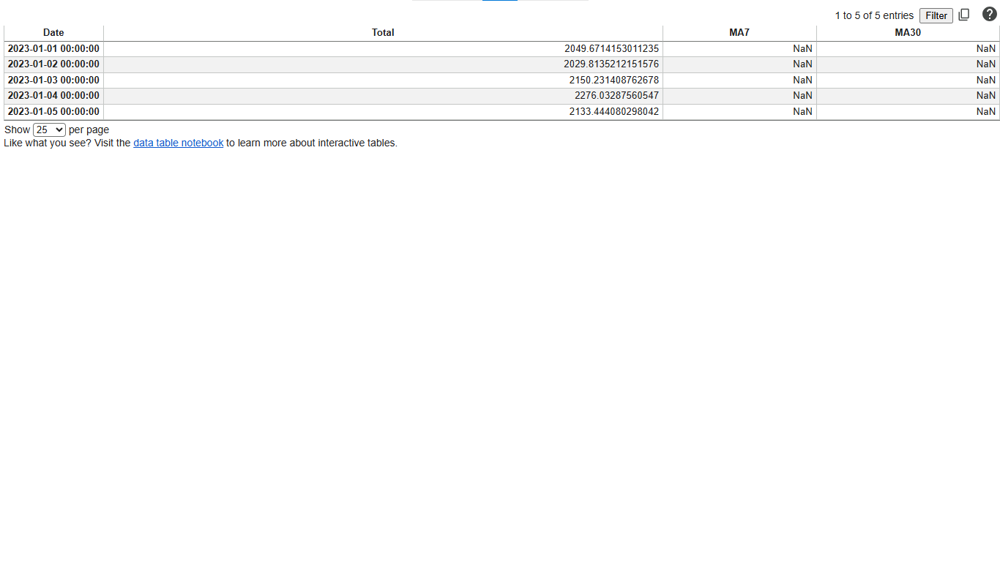 1 to 5 of 5 entries Filter
Date Total MA7 MA30
2023-01-01 00:00:00 2049.6714153011235 NaN NaN
2023-01-02 00:00:00 2029.8135212151576 NaN NaN
2023-01-03 00:00:00 2150.231408762678 NaN NaN
2023-01-04 00:00:00 2276.03287560547 NaN NaN
2023-01-05 00:00:00 2133.444080298042 NaN NaN
Show 25 per page
Like what you see? Visit the data table notebook to learn more about interactive tables.